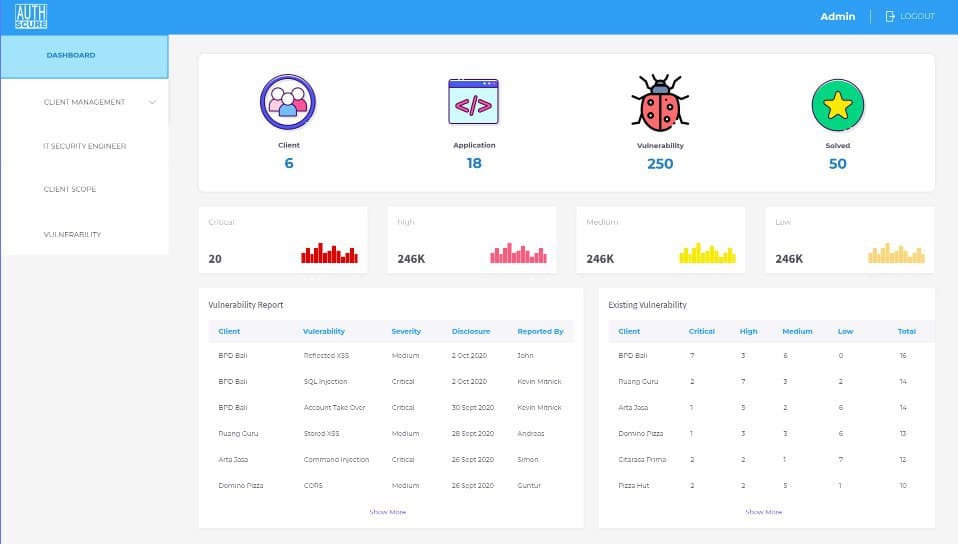 AUTH
SCURE
Admin
LOGOUT
DASHBOARD
CLIENT MANAGEMENT
IT SECURITY ENGINEER
CLIENT SCOPE
VULNERABILITY
</>
Client Application Vulnerability Solved
6 18 250 50
Critical high Medium Low
20 246K 246K 246K
Vulnerability Report
Client Vulerability Severity Disclosure Reported By
BPD Bali Reflected XSS Medium 2 Oct 2020 John
BPD Bali SQL Injection Critical 2 Oct 2020 Kevin Mitnick
BPD Bali Account Take Over Critical 30 Sept 2020 Kevin Mitnick
Ruang Guru Stored XSS Medium 28 Sept 2020 Andreas
Arta Jasa Command Injection Critical 26 Sept 2020 Simon
Domino Pizza CORS Medium 26 Sept 2020 Guntur
Show More
Existing Vulnerability
Client Critical High Medium Low Total
BPD Bali 7 3 6 0 16
Ruang Guru 2 7 3 2 14
Arta Jasa 1 5 2 6 14
Domino Pizza 1 3 3 6 13
Citarasa Prima 2 2 1 7 12
Pizza Hut 2 2 5 1 10
Show More